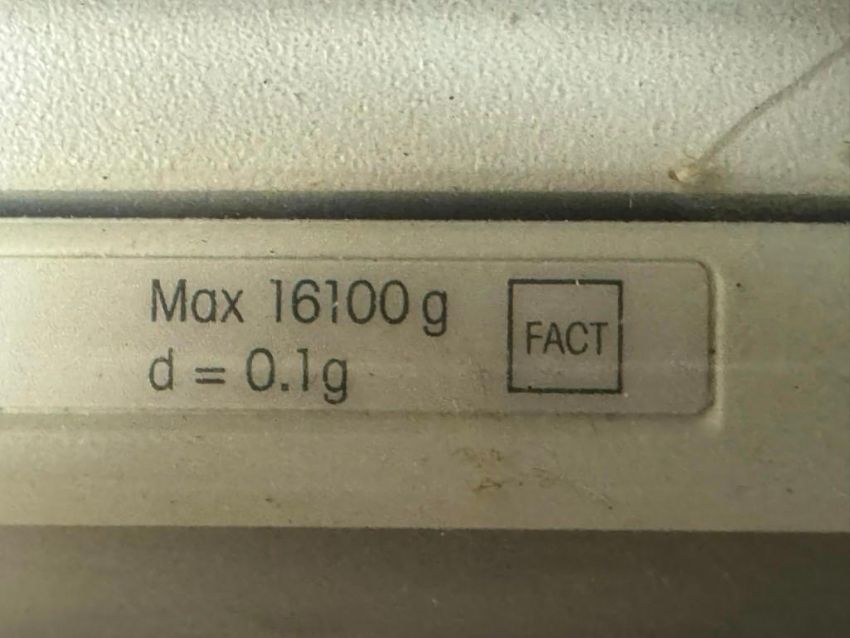 Max 16100 g
d = 0.1g
FACT